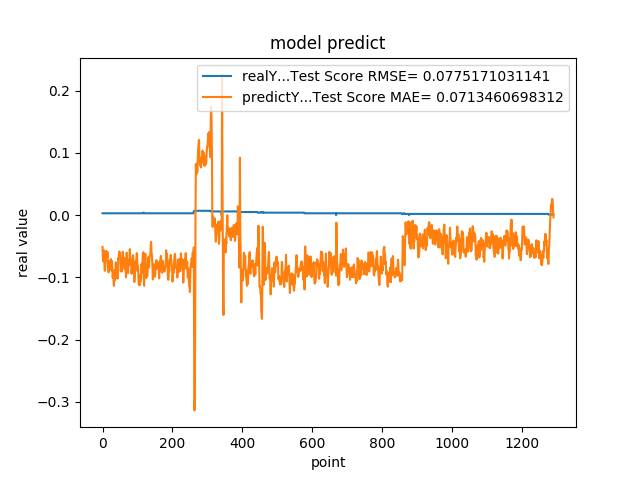 model predict
realY...Test Score RMSE= 0.0775171031141
predictY...Test Score MAE= 0.0713460698312
real value
0.2
0.1
0.0
−0.1
−0.2
−0.3
0 200 400 600 800 1000 1200
point